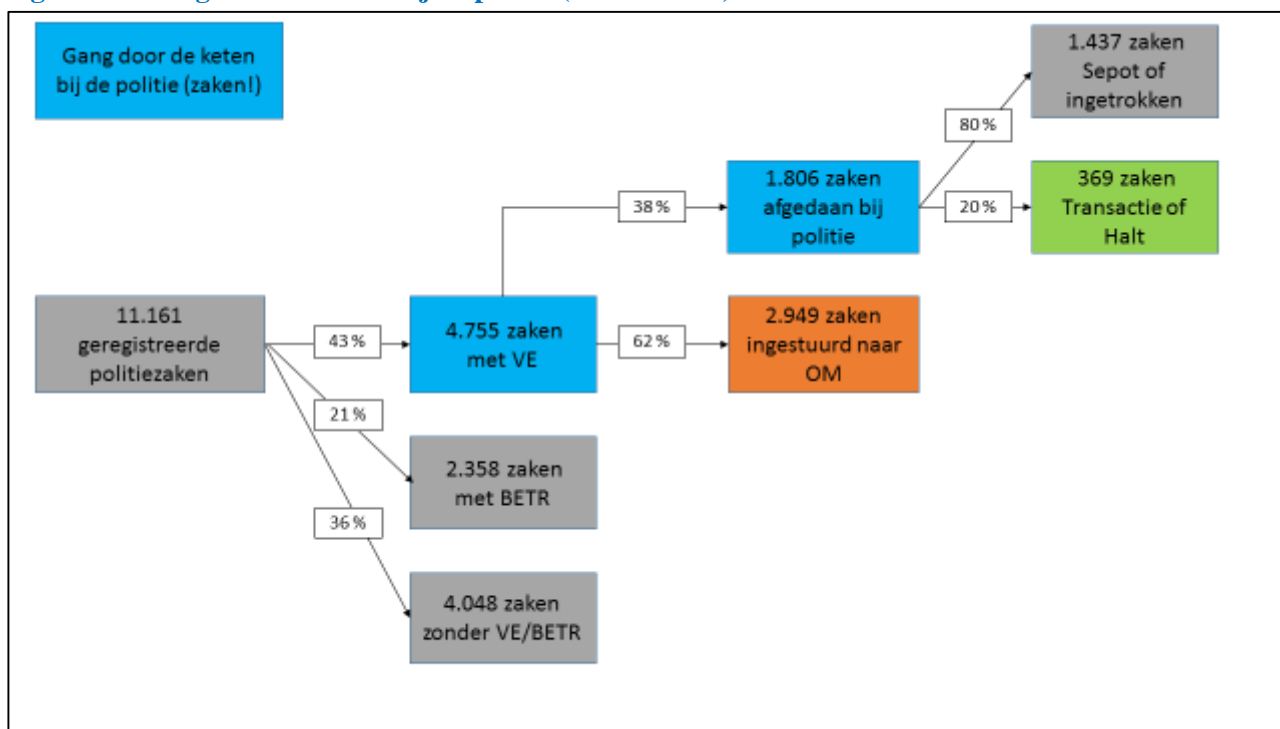 Gang door de keten
bij de politie (zaken!)
1.437 zaken
Sepot of
ingetrokken
80 %
1.806 zaken
afgedaan bij
politie
38 %
20 %
369 zaken
Transactie of
Halt
11.161
geregistreerde
politiezaken
43 %
4.755 zaken
met VE
62 %
2.949 zaken
ingestuurd naar
OM
21 %
2.358 zaken
met BETR
36 %
4.048 zaken
zonder VE/BETR